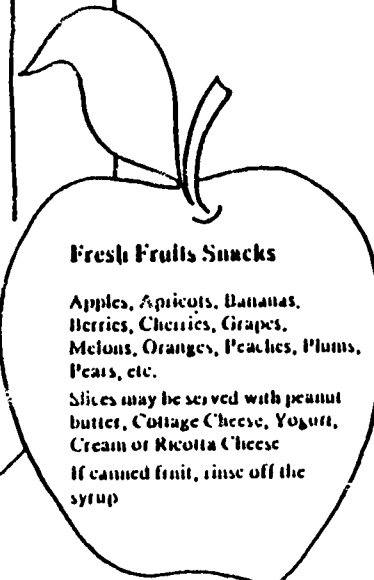 Fresh Fruits Snacks
Apples, Apricots, Bananas,
Berries, Cherries, Grapes,
Melons, Oranges, Peaches, Plums,
Pears, etc.
Slices may be served with peanut
butter, Cottage Cheese, Yogurt,
Cream or Ricotta Cheese
If canned fruit, rinse off the
syrup